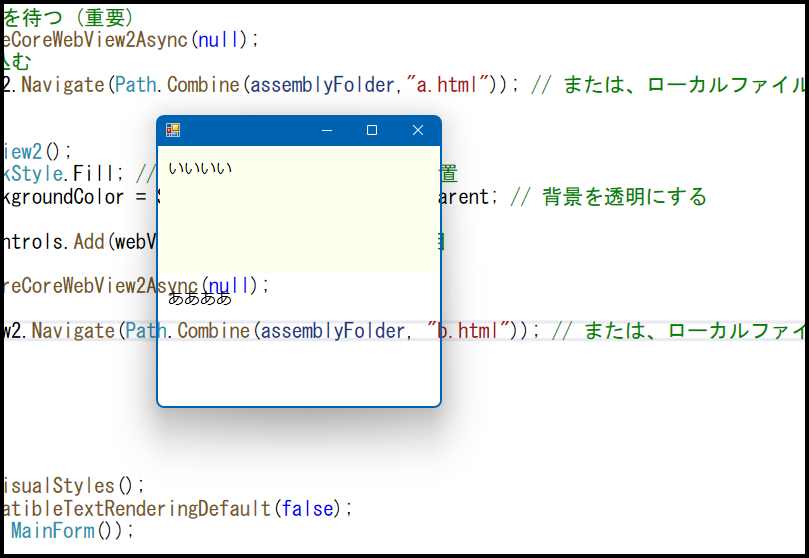 を待つ (重要)
eCoreWebView2Async(null);
込む
2.Navigate(Path.Combine(assemblyFolder,"a.html")); // または、ローカルファイル
iew2();
kStyle.Fill; // 置
いいいい
kgroundColor = arent; // 背景を透明にする
ntrols.Add(webV
reCoreWebView2Async(null);
ああああ
w2.Navigate(Path.Combine(assemblyFolder, "b.html")); // または、ローカルファイ
isualStyles();
atibleTextRenderingDefault(false);
MainForm());